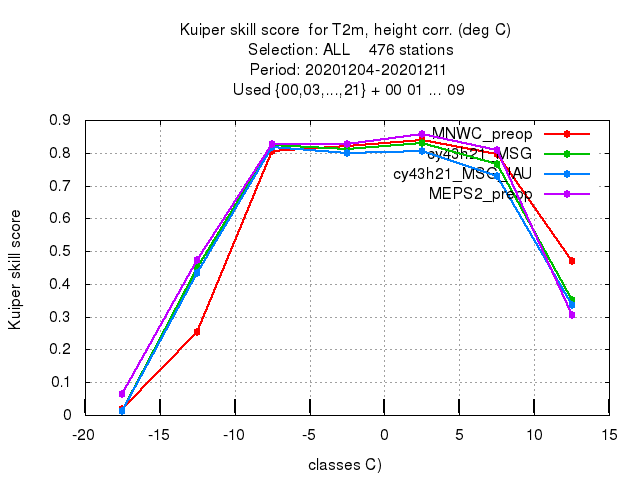 Kuiper skill score  for T2m, height corr. (deg C)
Selection: ALL    476 stations
Period: 20201204-20201211
Used {00,03,...,21} + 00 01 ... 09
0.9
0.8
0.7
0.6
0.5
0.4
0.3
0.2
0.1
0
MNWC_preop
cy43h21_MSG
cy43h21_MSG_AU
MEPS2_preop
Kuiper skill score
-20 -15 -10 -5 0 5 10 15
classes C)